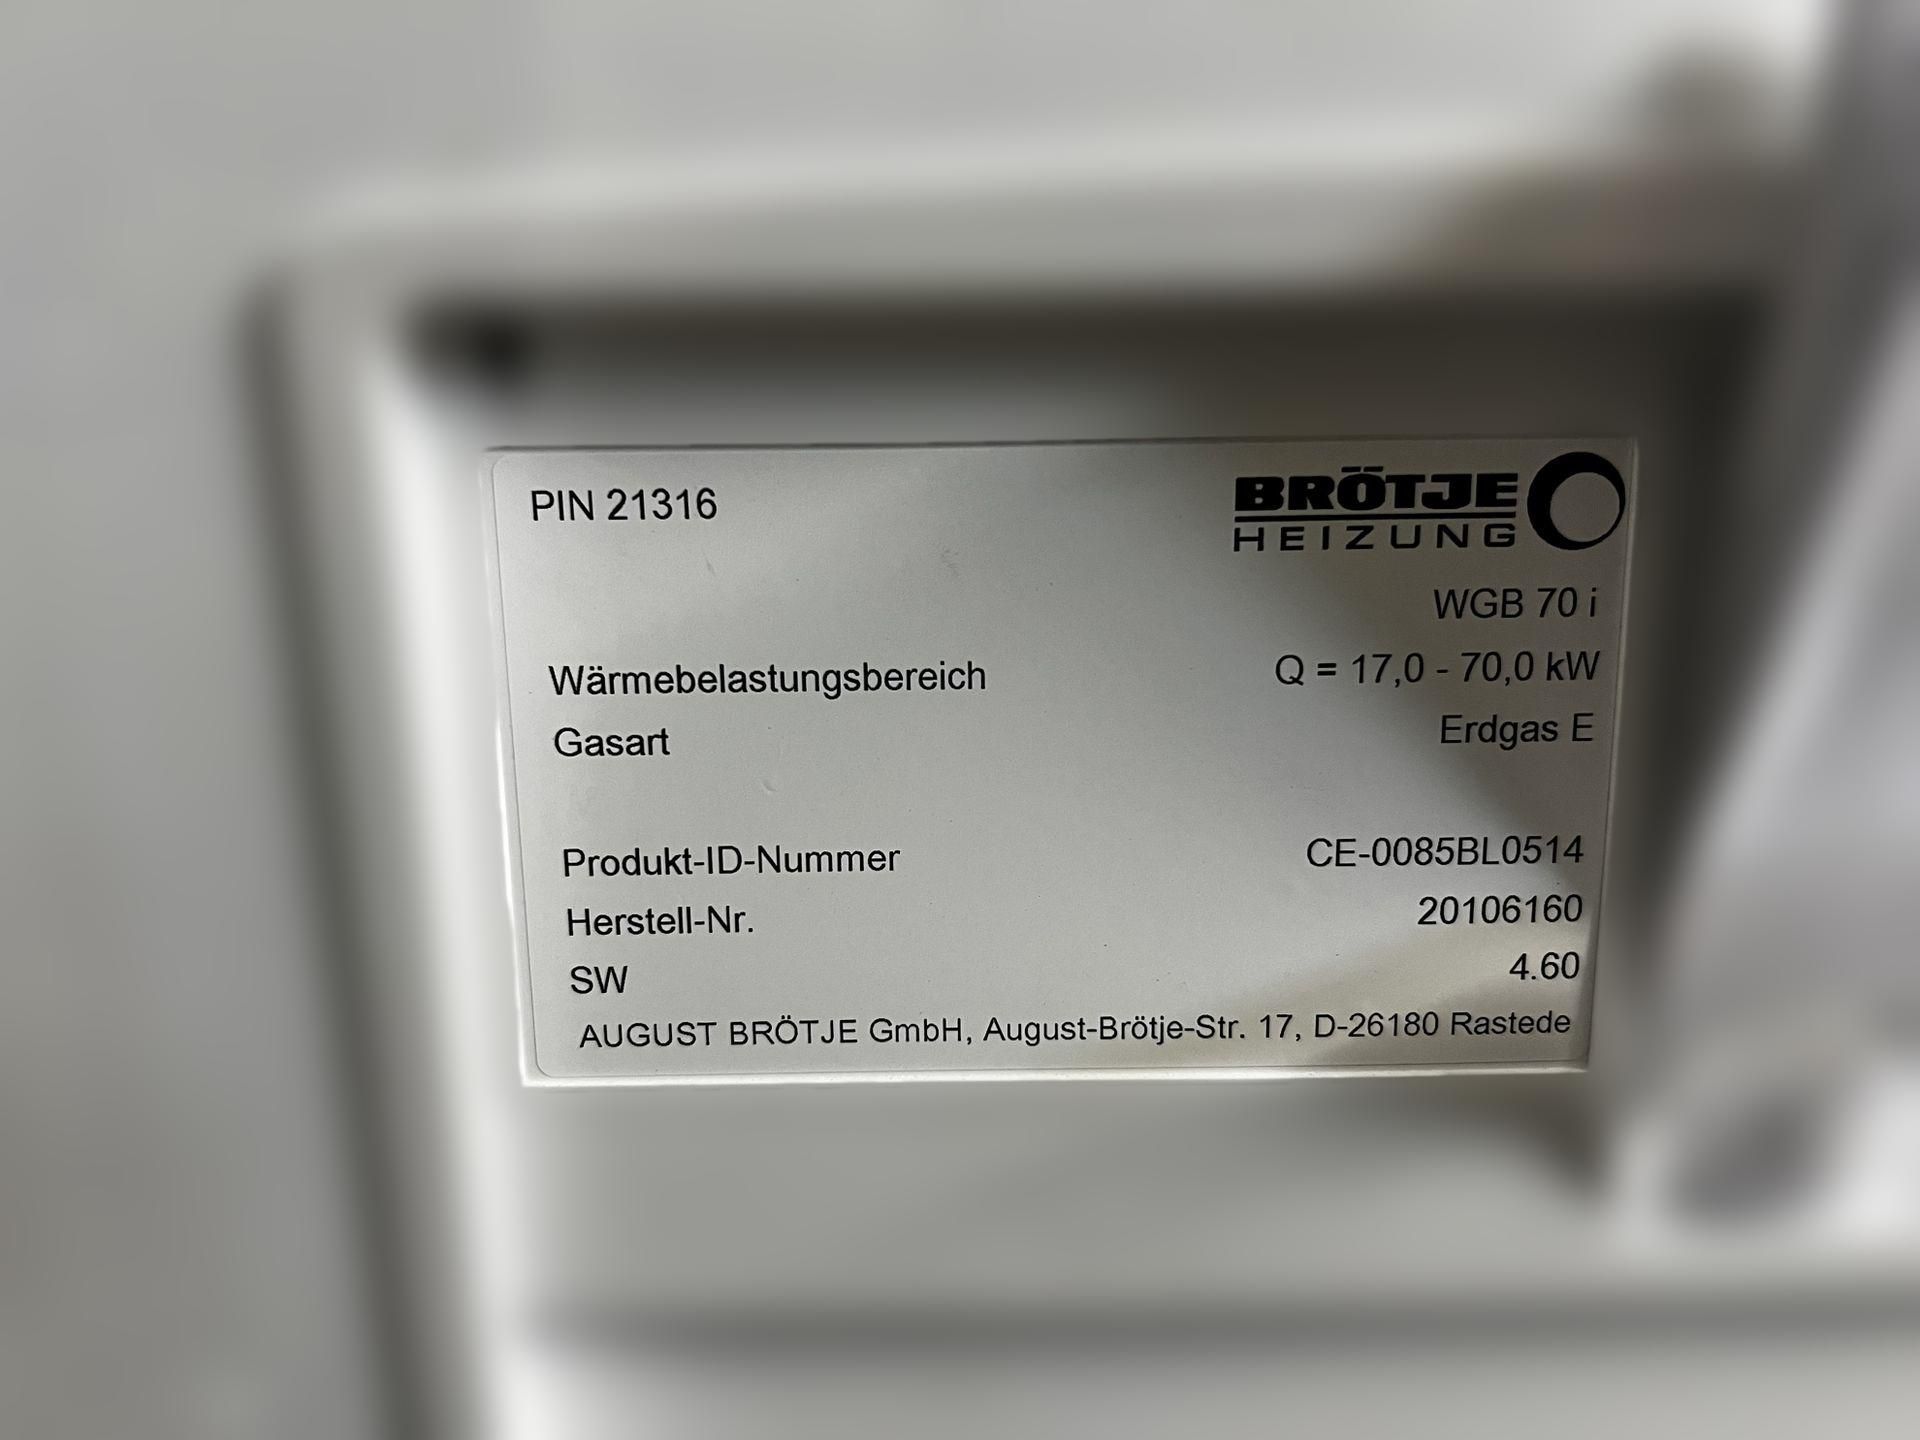 PIN 21316
BRÖTJE
HEIZUNG
WGB 70 i
Wärmebelastungsbereich Q = 17,0 - 70,0 kW
Gasart Erdgas E
Produkt-ID-Nummer CE-0085BL0514
Herstell-Nr. 20106160
SW 4.60
AUGUST BRÖTJE GmbH, August-Brötje-Str. 17, D-26180 Rastede